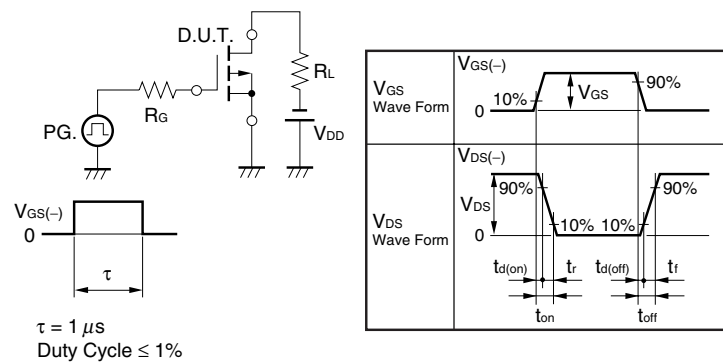 D.U.T.
RL
RG
PG.
VDD
VGS(−)
0
τ
τ = 1 μs
Duty Cycle ≤ 1%
VGS
Wave Form
VGS(−)
10%
0
VGS
90%
VDS
Wave Form
VDS(−)
90%
VDS
0
10%
10%
90%
td(on)
tr
td(off)
tf
ton
toff